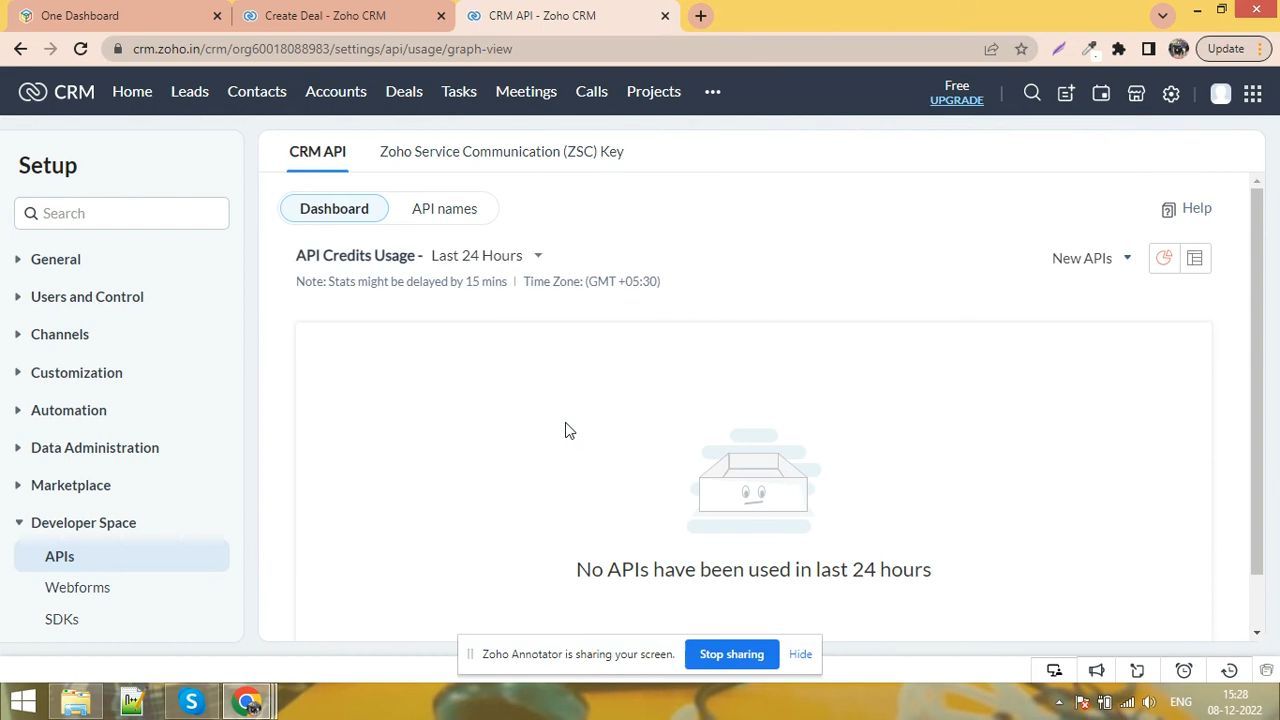 One Dashboard
Create Deal - Zoho CRM
CRM API - Zoho CRM
crm.zoho.in/crm/org60018088983/settings/api/usage/graph-view
Update
CRM
Home
Leads
Contacts
Accounts
Deals
Tasks
Meetings
Calls
Projects
Free
UPGRADE
Setup
Search
General
Users and Control
Channels
Customization
Automation
Data Administration
Marketplace
Developer Space
APIs
Webforms
SDKs
CRM API
Zoho Service Communication (ZSC) Key
Dashboard
API names
Help
API Credits Usage - Last 24 Hours
New APIs
Note: Stats might be delayed by 15 mins
Time Zone: (GMT +05:30)
No APIs have been used in last 24 hours
Zoho Annotator is sharing your screen.
Stop sharing
Hide
ENG
15:28
08-12-2022